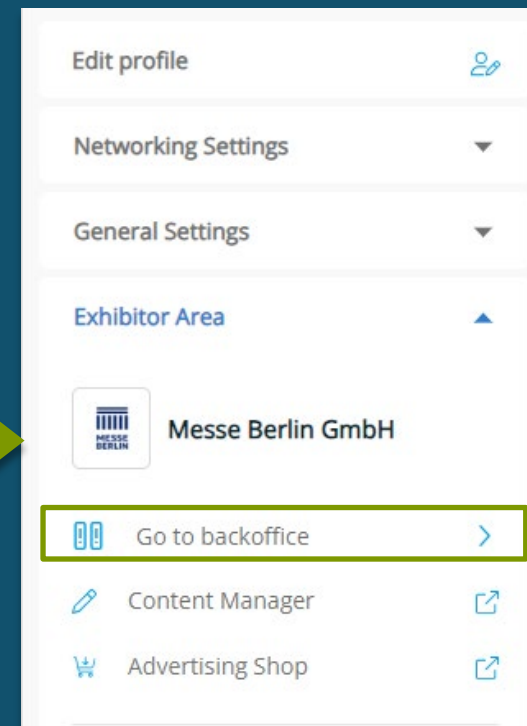 Edit profile
Networking Settings
General Settings
Exhibitor Area
MESSE
BERLIN
Messe Berlin GmbH
Go to backoffice
Content Manager
Advertising Shop